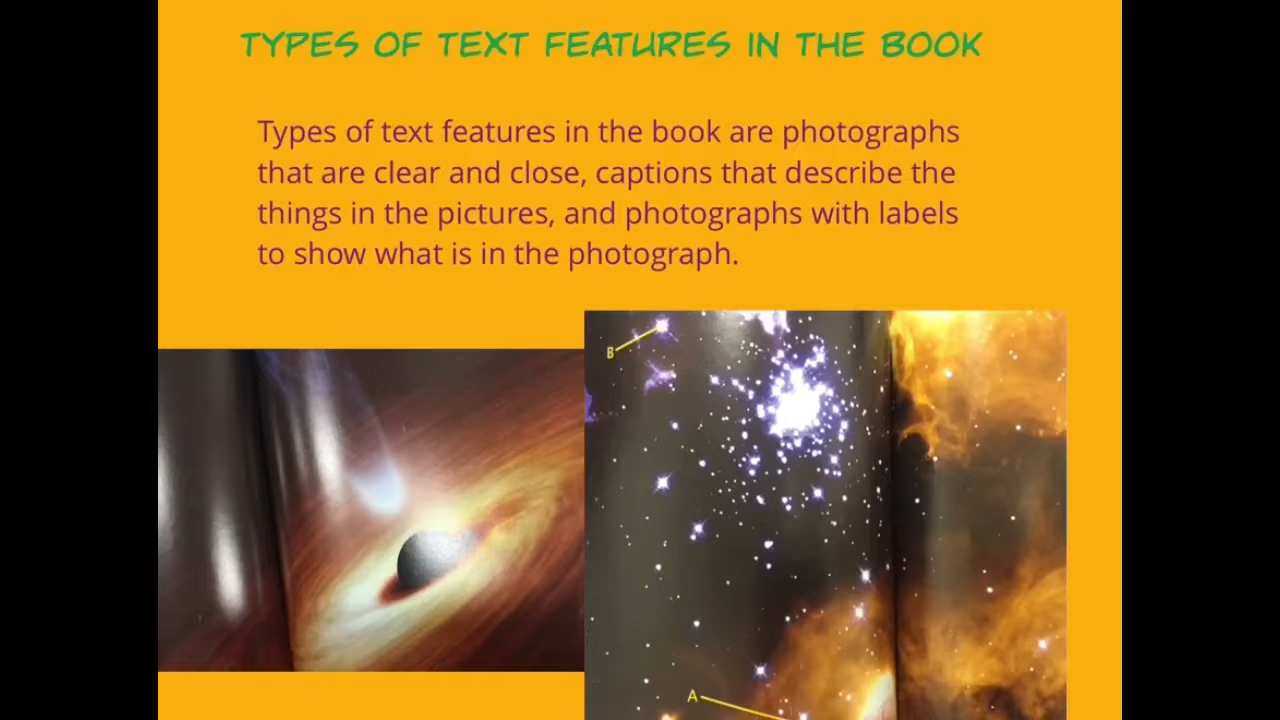 TYPES OF TEXT FEATURES IN THE BOOK
Types of text features in the book are photographs
that are clear and close, captions that describe the
things in the pictures, and photographs with labels
to show what is in the photograph.
B
A